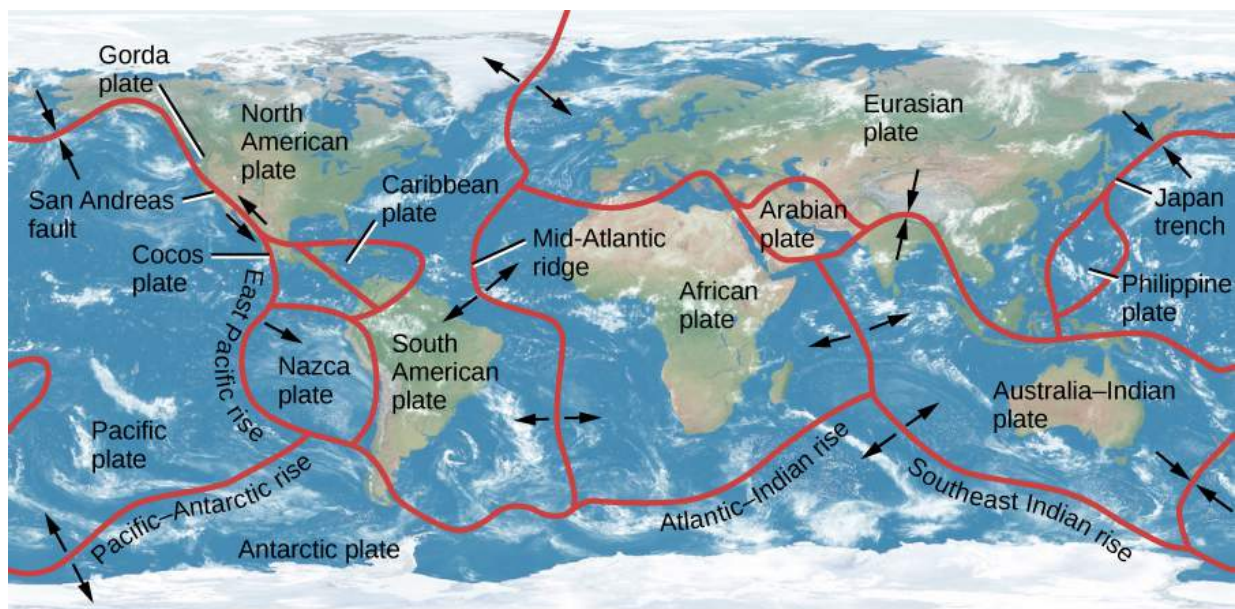 Gorda
plate
North
American
plate
San Andreas
fault
Caribbean
plate
Cocos
plate
East Pacific rise
Nazca
plate
South
American
plate
Pacific
plate
Pacific–Antarctic rise
Antarctic plate
Mid-Atlantic
ridge
African
plate
Eurasian
plate
Arabian
plate
Japan
trench
Philippine
plate
Australia–Indian
plate
Atlantic–Indian rise
Southeast Indian rise